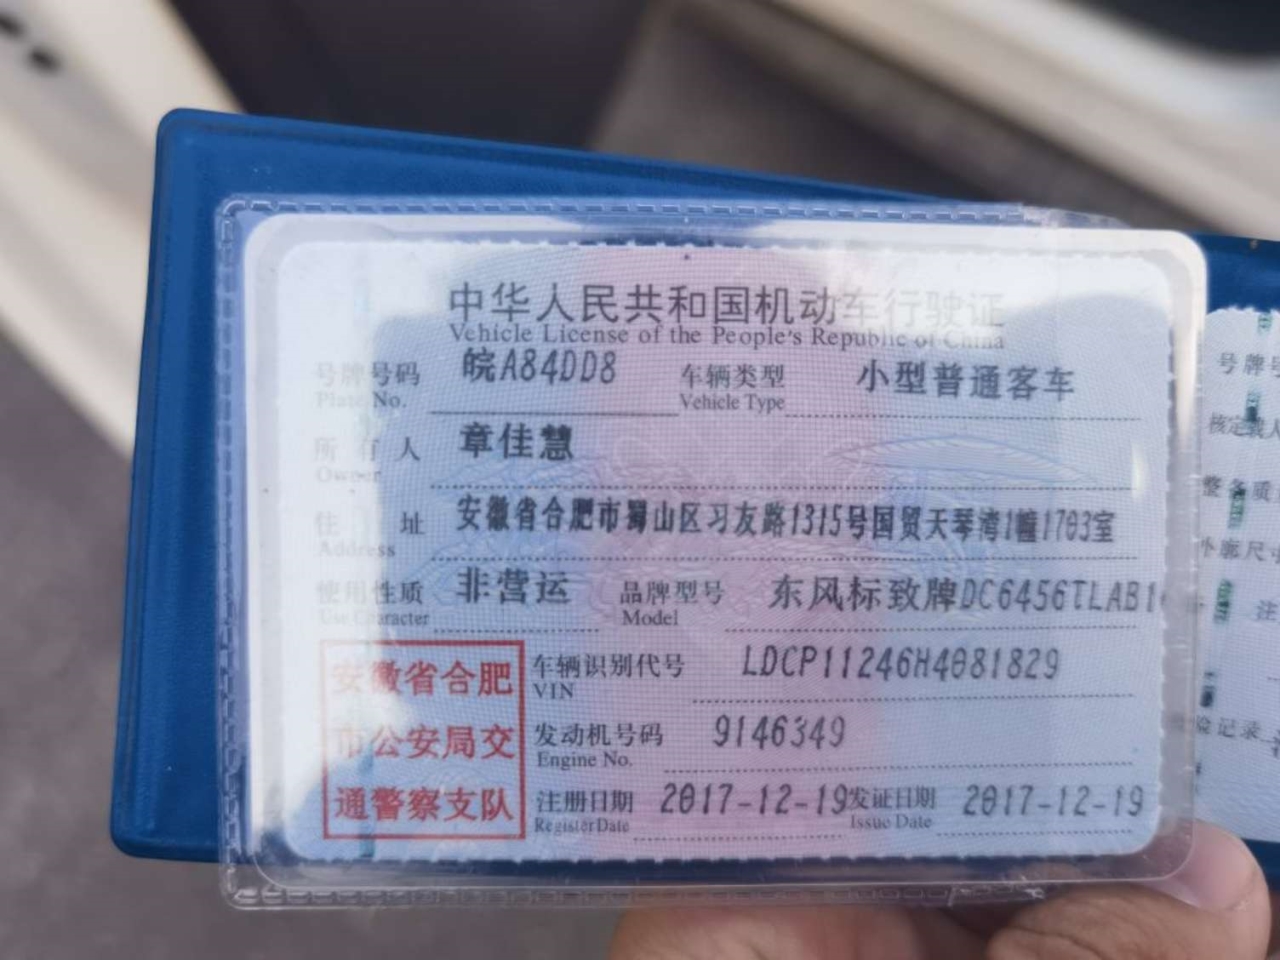 中华人民共和国机动车行驶证
Vehicle License of the People's Republic of China
号牌号码 皖A84DD8 车辆类型 小型普通客车
Plate No. Vehicle Type
所有人 章佳慧
Owner
住址 安徽省合肥市蜀山区习友路1315号国贸天琴湾1幢1703室
Address
使用性质 非营运 品牌型号 东风标致牌DC6456TLAB1
Use Character Model
安徽省合肥
市公安局交
通警察支队
车辆识别代号 LDCP11246H4081829
VIN
发动机号码 9146349
Engine No.
注册日期 2017-12-19 发证日期 2017-12-19
Register Date Issue Date
号牌号
核定载人
整备质
外廓尺寸
注
验记录